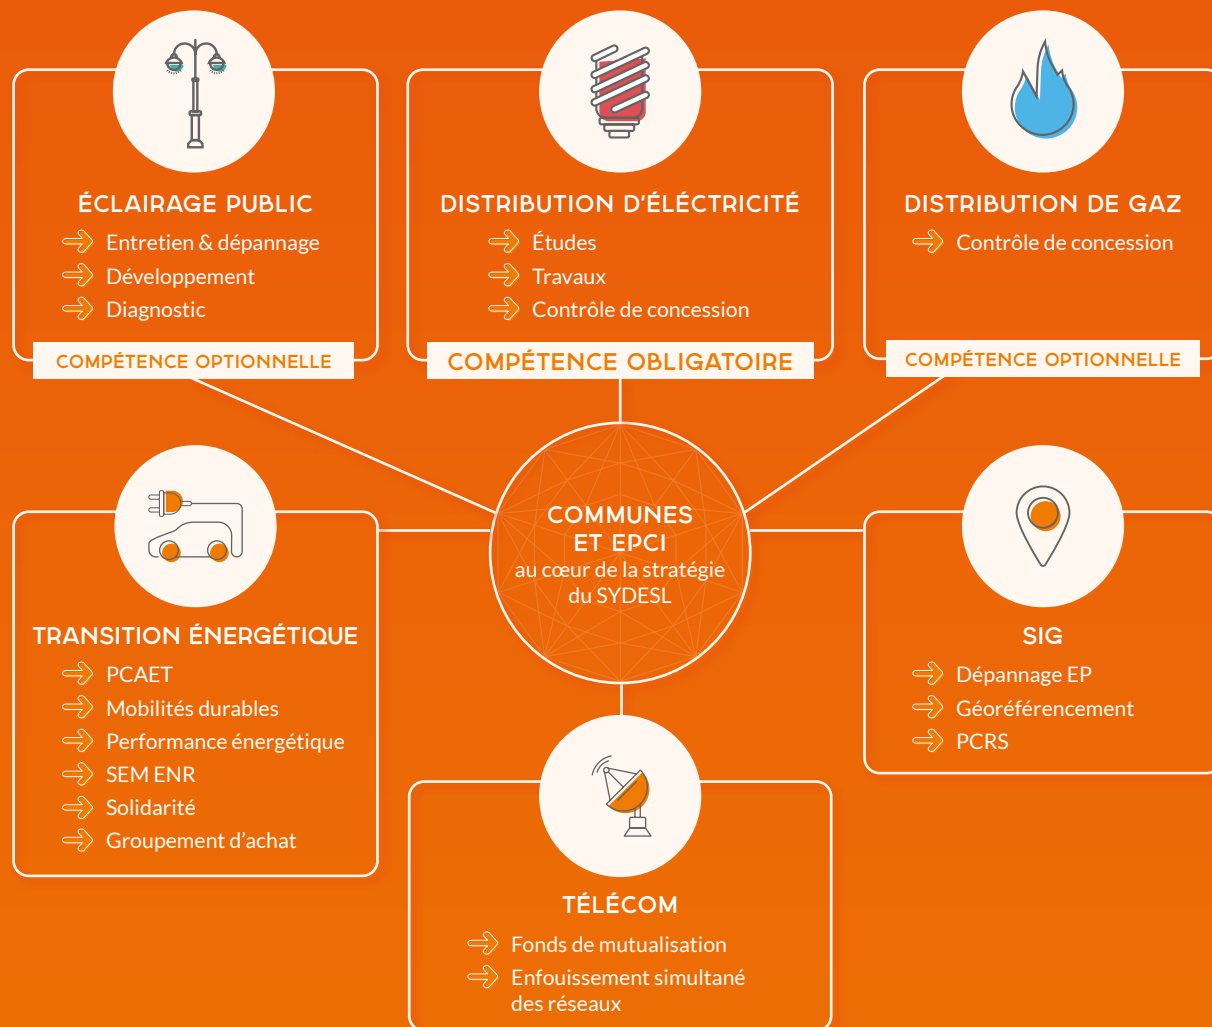 ÉCLAIRAGE PUBLIC
Entretien & dépannage
Développement
Diagnostic
COMPÉTENCE OPTIONNELLE
DISTRIBUTION D'ÉLÉCTRICITÉ
Études
Travaux
Contrôle de concession
COMPÉTENCE OBLIGATOIRE
DISTRIBUTION DE GAZ
Contrôle de concession
COMPÉTENCE OPTIONNELLE
COMMUNES
ET EPCI
au cœur de la stratégie
du SYDESL
TRANSITION ÉNERGÉTIQUE
PCAET
Mobilités durables
Performance énergétique
SEM ENR
Solidarité
Groupement d'achat
SIG
Dépannage EP
Géoréférencement
PCRS
TÉLÉCOM
Fonds de mutualisation
Enfouissement simultané
des réseaux